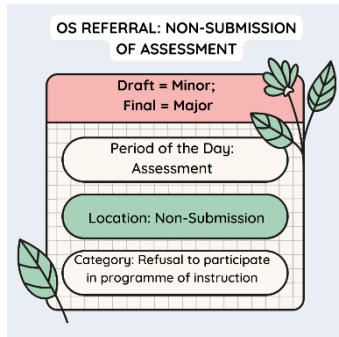 OS REFERRAL: NON-SUBMISSION
OF ASSESSMENT
Draft = Minor;
Final = Major
Period of the Day:
Assessment
Location: Non-Submission
Category: Refusal to participate
in programme of instruction